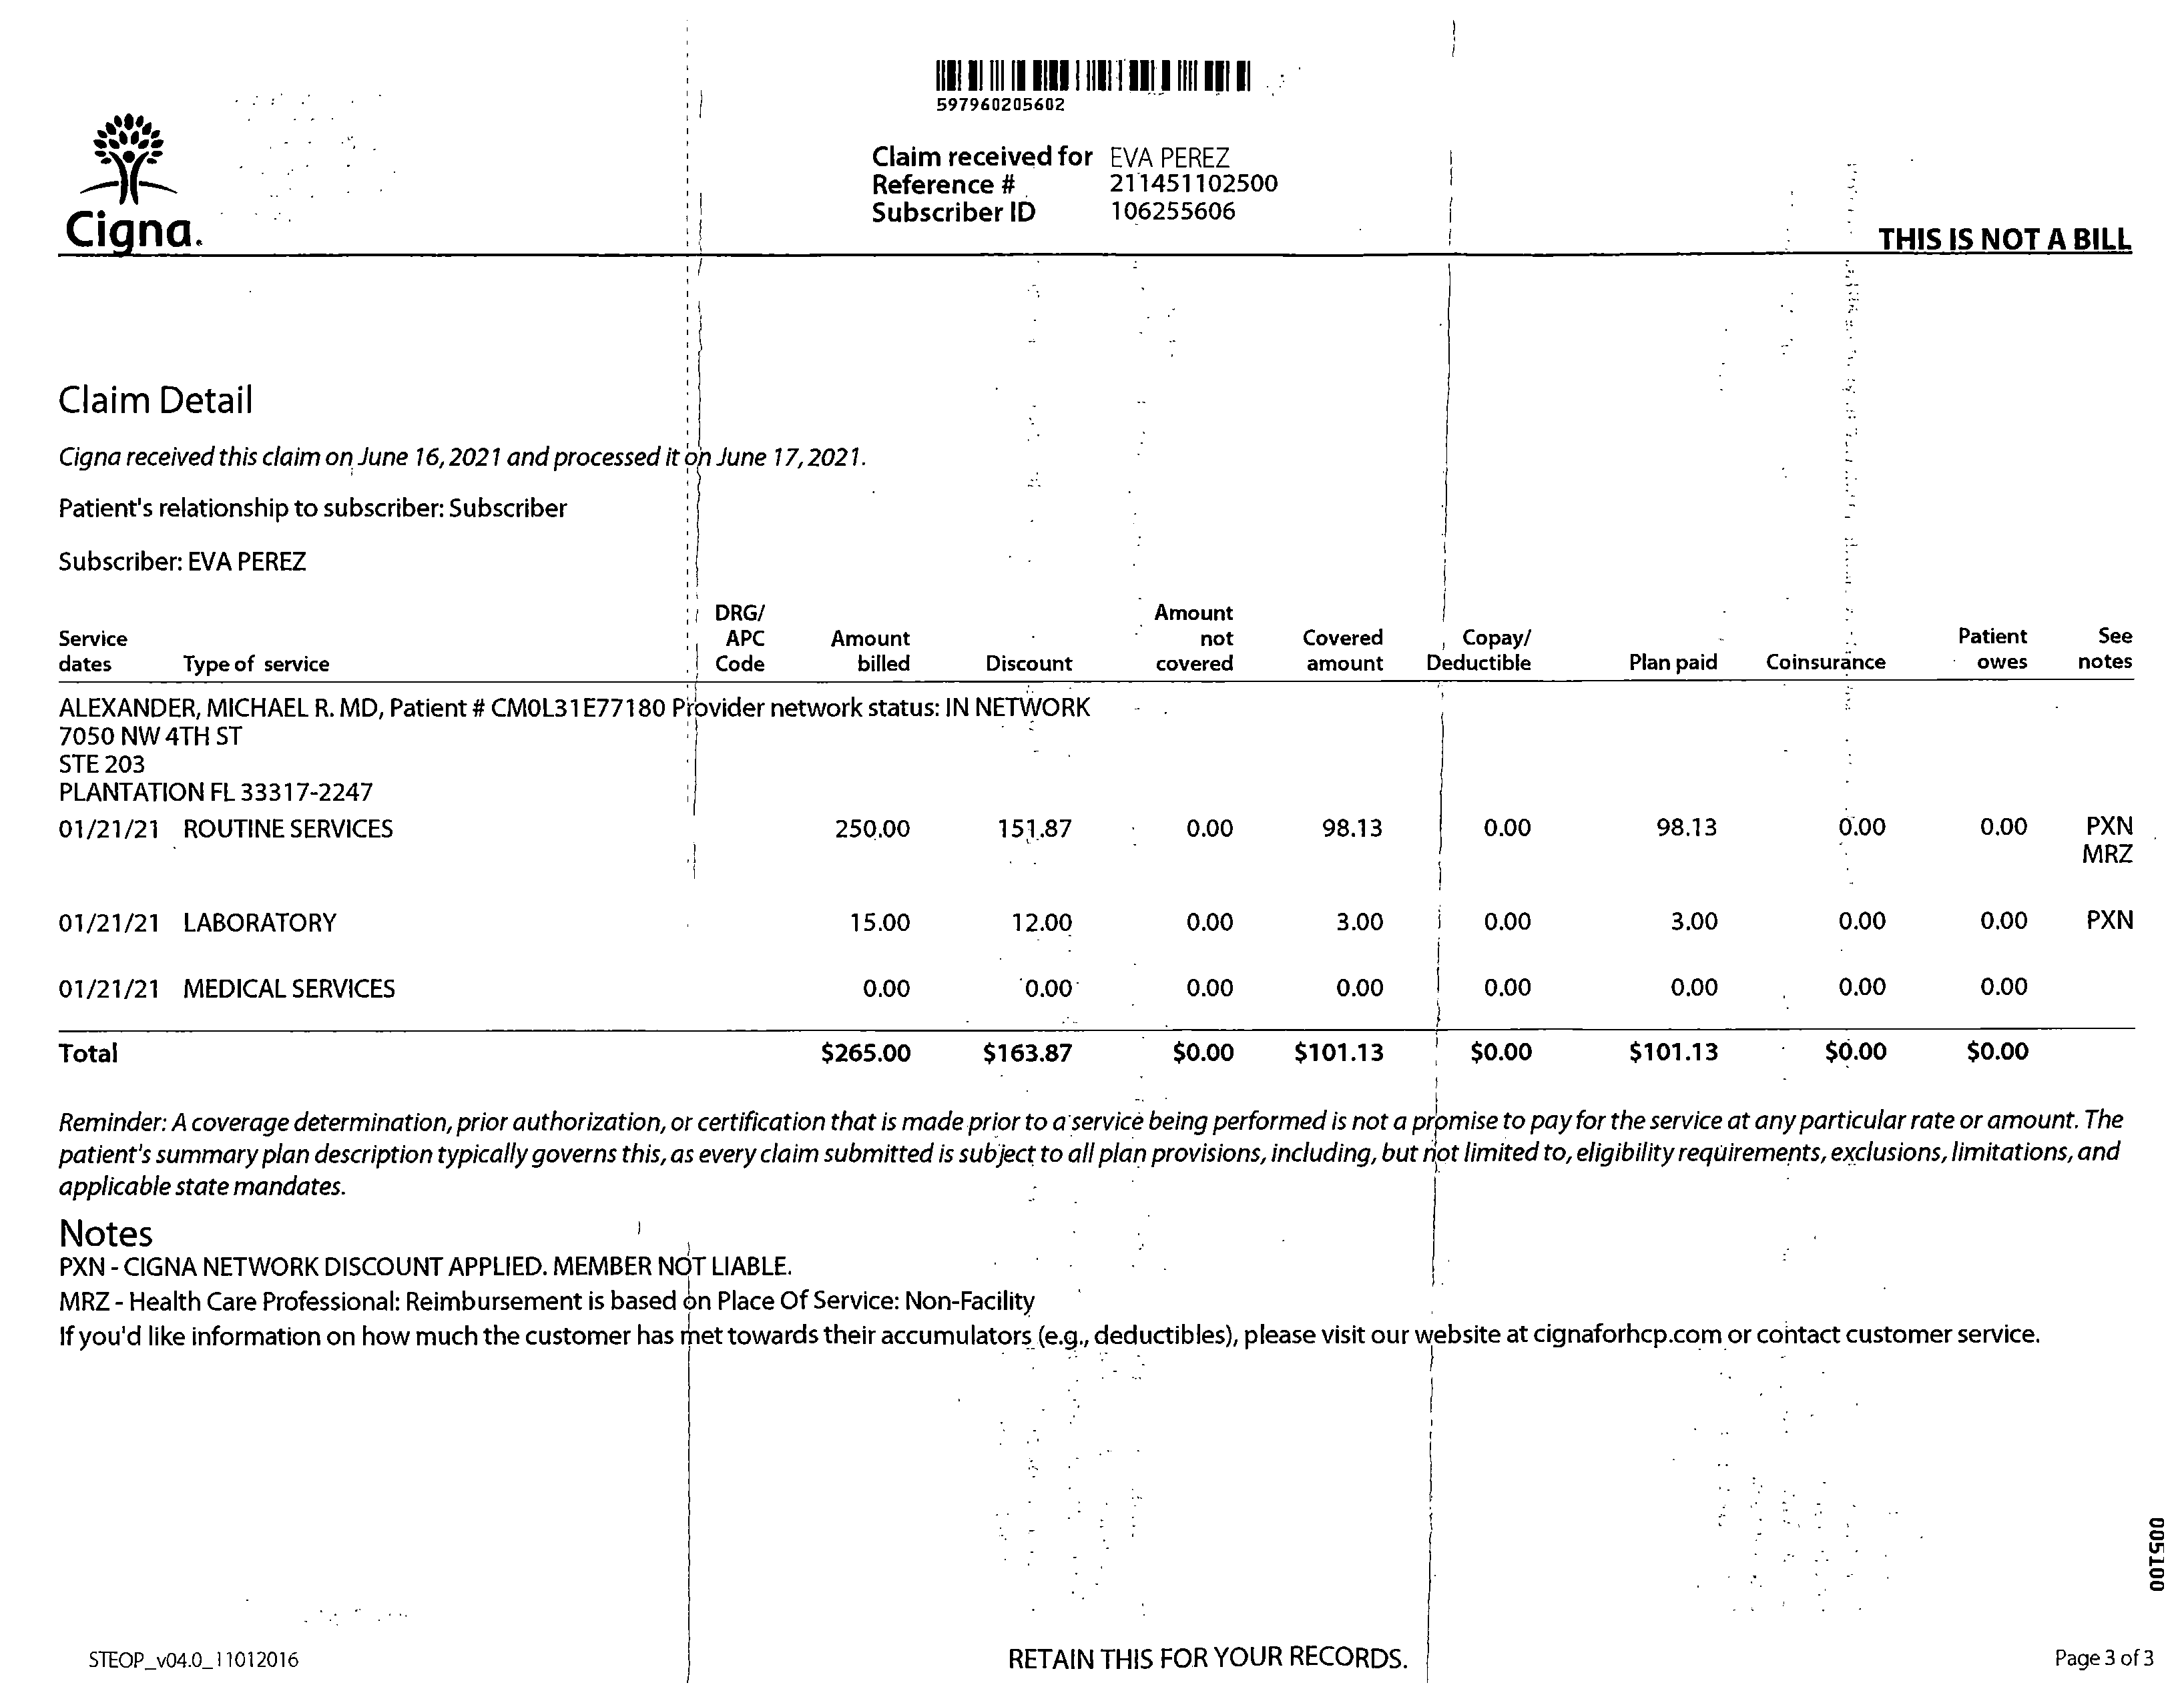 597960205602
Claim received for EVA PEREZ
Reference # 211451102500
Subscriber ID 106255606
Cigna.
THIS IS NOT A BILL
Claim Detail
Cigna received this claim on June 16, 2021 and processed it on June 17, 2021.
Patient's relationship to subscriber: Subscriber
Subscriber: EVA PEREZ
Service dates Type of service DRG/ APC Code Amount billed Discount Amount not covered Covered amount Copay/ Deductible Plan paid Coinsurance Patient owes See notes
ALEXANDER, MICHAEL R. MD, Patient # CM0L31E77180 Provider network status: IN NETWORK
7050 NW 4TH ST
STE 203
PLANTATION FL 33317-2247
01/21/21 ROUTINE SERVICES 250.00 151.87 0.00 98.13 0.00 98.13 0.00 0.00 PXN
MRZ
01/21/21 LABORATORY 15.00 12.00 0.00 3.00 0.00 3.00 0.00 0.00 PXN
01/21/21 MEDICAL SERVICES 0.00 0.00 0.00 0.00 0.00 0.00 0.00 0.00
Total $265.00 $163.87 $0.00 $101.13 $0.00 $101.13 $0.00 $0.00
Reminder: A coverage determination, prior authorization, or certification that is made prior to a service being performed is not a promise to pay for the service at any particular rate or amount. The
patient's summary plan description typically governs this, as every claim submitted is subject to all plan provisions, including, but not limited to, eligibility requirements, exclusions, limitations, and
applicable state mandates.
Notes
PXN - CIGNA NETWORK DISCOUNT APPLIED. MEMBER NOT LIABLE.
MRZ - Health Care Professional: Reimbursement is based on Place Of Service: Non-Facility
If you'd like information on how much the customer has met towards their accumulators (e.g., deductibles), please visit our website at cignaforhcp.com or contact customer service.
005100
STEOP_v04.0_11012016
RETAIN THIS FOR YOUR RECORDS.
Page 3 of 3